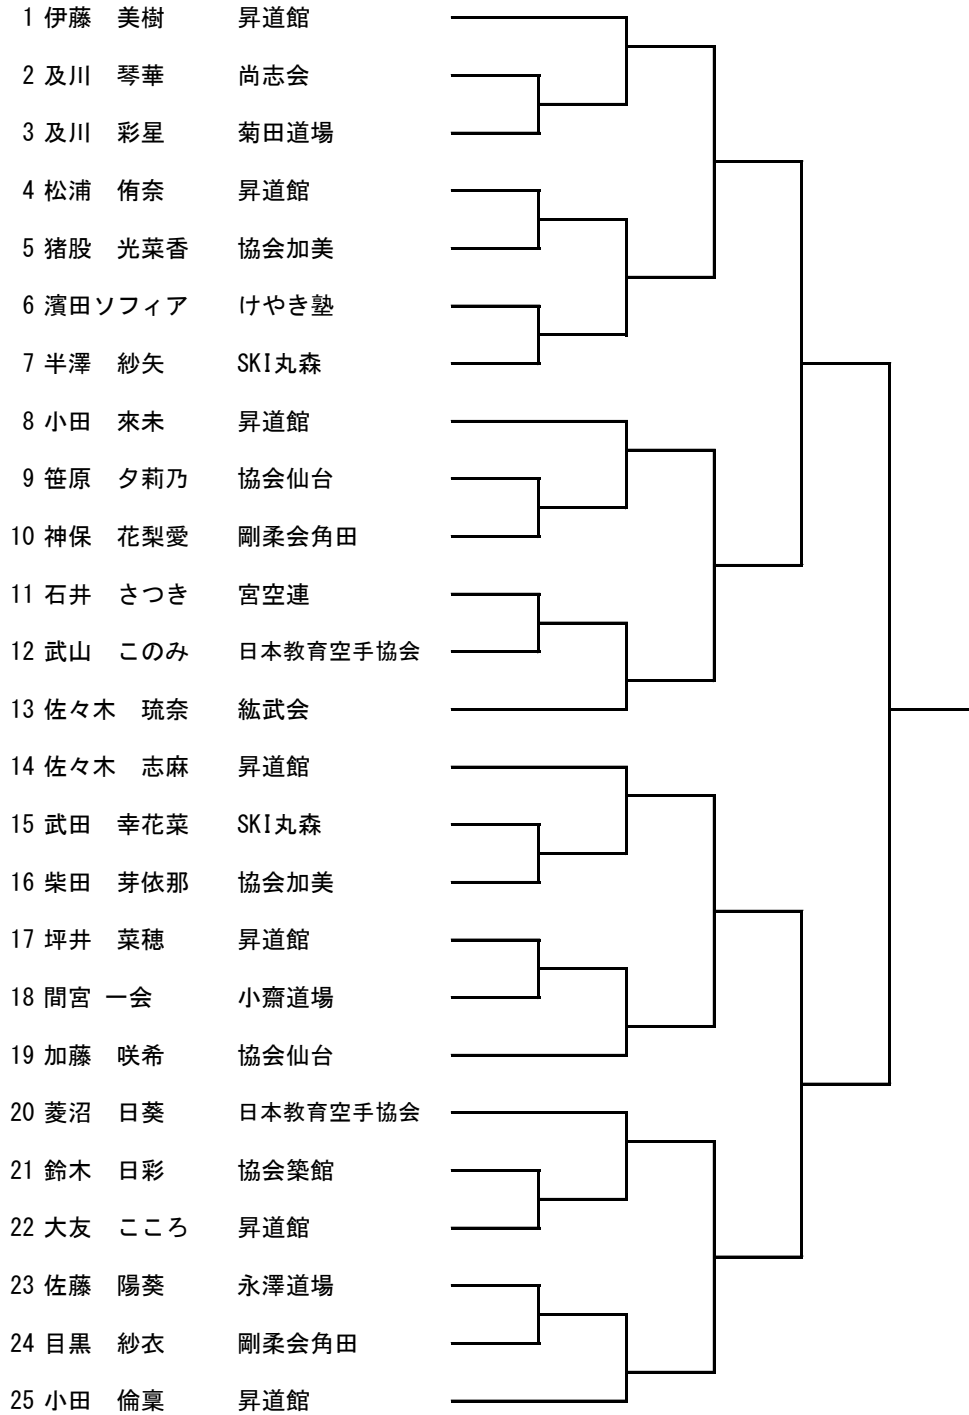 1 伊藤 美樹 昇道館
2 及川 琴華 尚志会
3 及川 彩星 菊田道場
4 松浦 侑奈 昇道館
5 猪股 光菜香 協会加美
6 濱田ソフィア けやき塾
7 半澤 紗矢 SKI丸森
8 小田 來未 昇道館
9 笹原 夕莉乃 協会仙台
10 神保 花梨愛 剛柔会角田
11 石井 さつき 宮空連
12 武山 このみ 日本教育空手協会
13 佐々木 琉奈 紘武会
14 佐々木 志麻 昇道館
15 武田 幸花菜 SKI丸森
16 柴田 芽依那 協会加美
17 坪井 菜穂 昇道館
18 間宮 一会 小齋道場
19 加藤 咲希 協会仙台
20 菱沼 日葵 日本教育空手協会
21 鈴木 日彩 協会築館
22 大友 こころ 昇道館
23 佐藤 陽葵 永澤道場
24 目黒 紗衣 剛柔会角田
25 小田 倫稟 昇道館